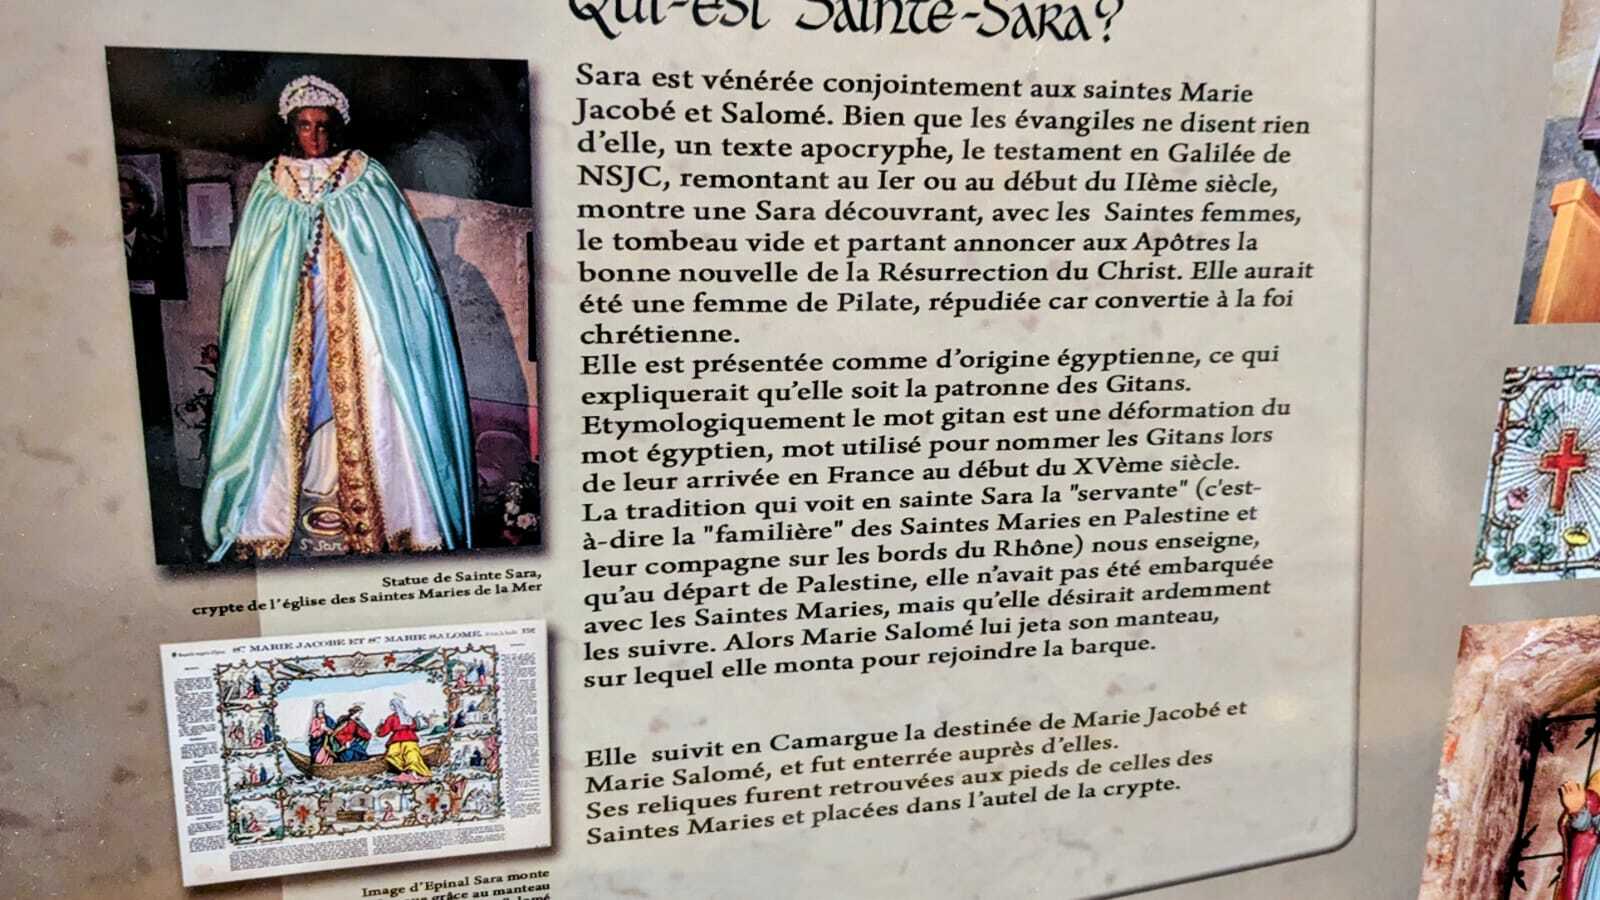 Qui-est Sainte-Sara?
Sara est vénérée conjointement aux saintes Marie
Jacobé et Salomé. Bien que les évangiles ne disent rien
d'elle, un texte apocryphe, le testament en Galilée de
NSJC, remontant au Ier ou au début du IIème siècle,
montre une Sara découvrant, avec les Saintes femmes,
le tombeau vide et partant annoncer aux Apôtres la
bonne nouvelle de la Résurrection du Christ. Elle aurait
été une femme de Pilate, répudiée car convertie à la foi
chrétienne.
Elle est présentée comme d'origine égyptienne, ce qui
expliquerait qu'elle soit la patronne des Gitans.
Etymologiquement le mot gitan est une déformation du
mot égyptien, mot utilisé pour nommer les Gitans lors
de leur arrivée en France au début du XVème siècle.
La tradition qui voit en sainte Sara la "servante" (c'est-
à-dire la "familière" des Saintes Maries en Palestine et
leur compagne sur les bords du Rhône) nous enseigne,
qu'au départ de Palestine, elle n'avait pas été embarquée
avec les Saintes Maries, mais qu'elle désirait ardemment
les suivre. Alors Marie Salomé lui jeta son manteau,
sur lequel elle monta pour rejoindre la barque.
Elle suivit en Camargue la destinée de Marie Jacobé et
Marie Salomé, et fut enterrée auprès d'elles.
Ses reliques furent retrouvées aux pieds de celles des
Saintes Maries et placées dans l'autel de la crypte.
Statue de Sainte Sara,
crypte de l'église des Saintes Maries de la Mer
Ste MARIE JACOBE ET Ste MARIE SALOME.
Image d'Epinal Sara monte
grâce au manteau